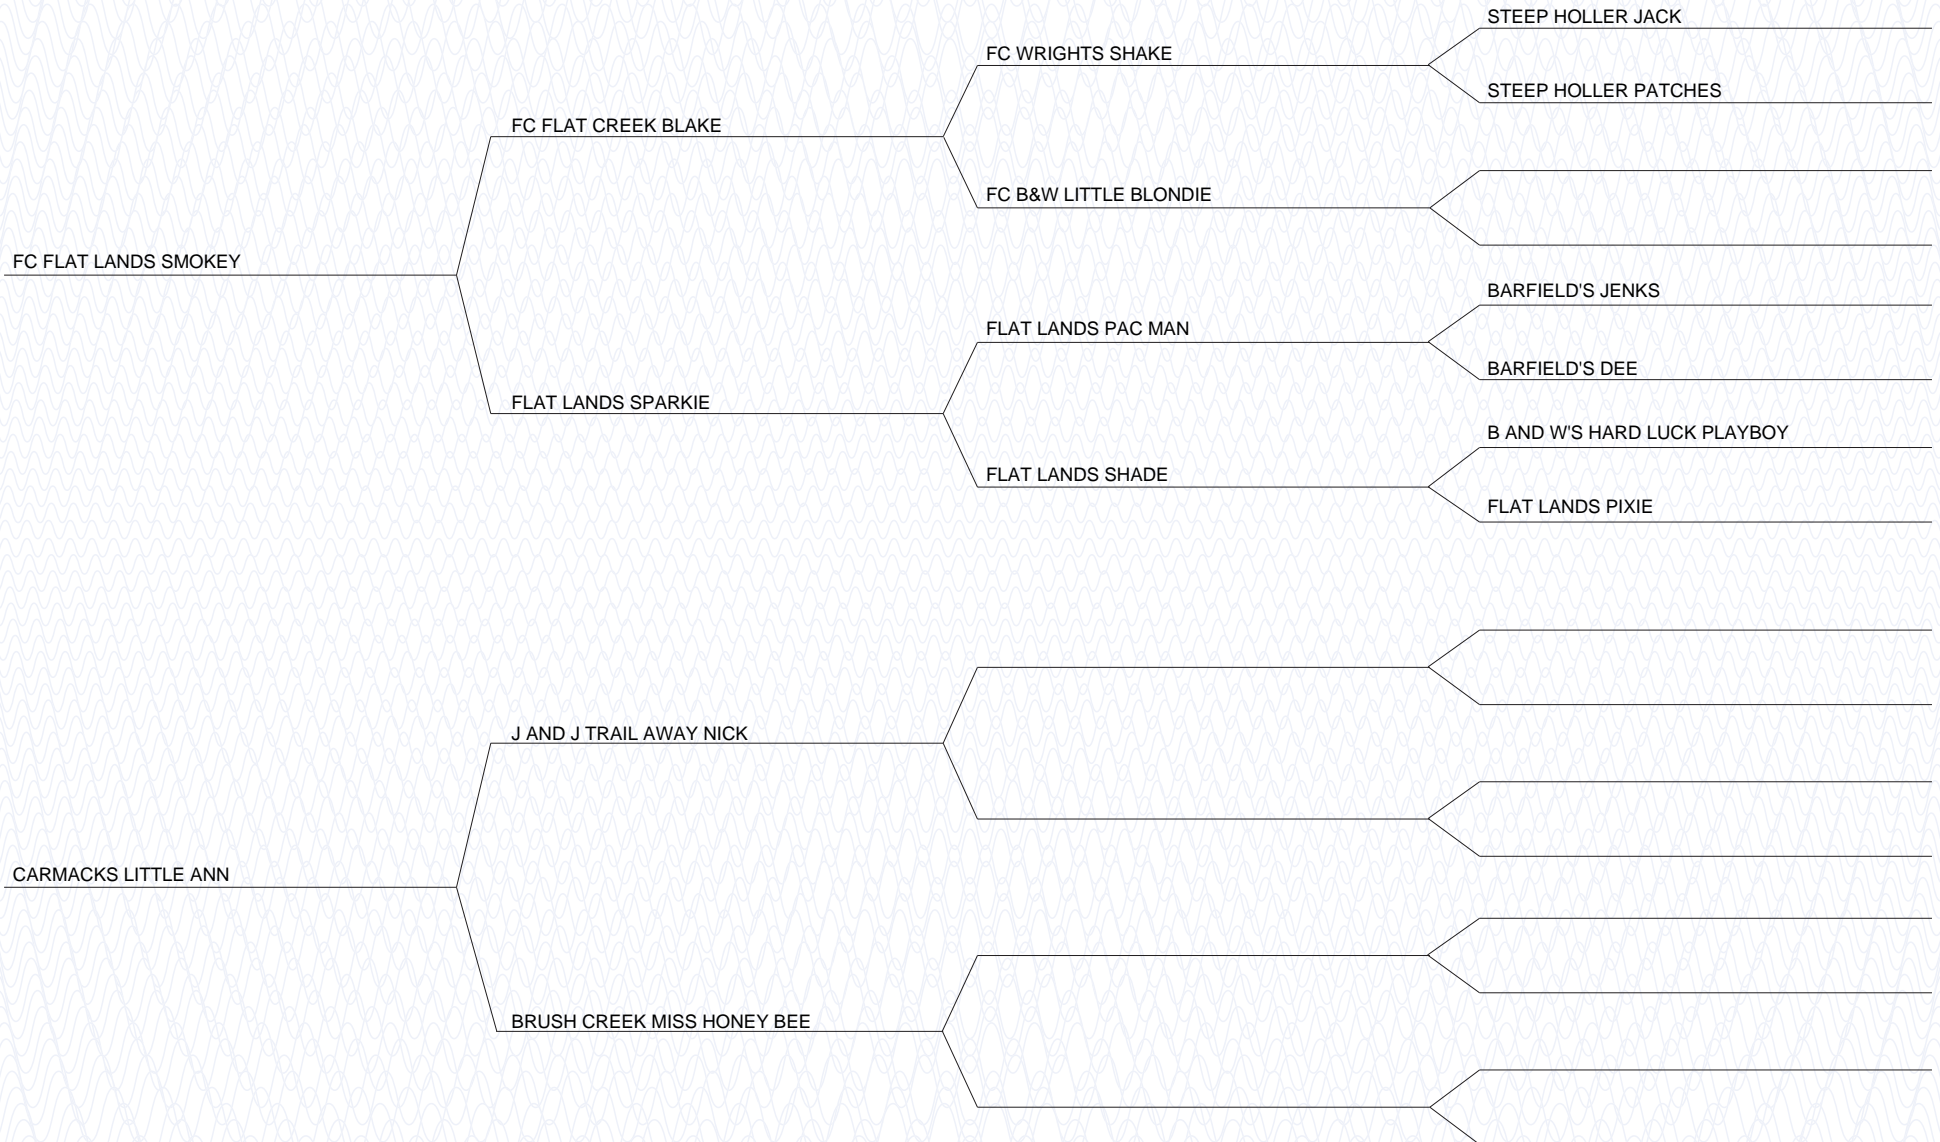 STEEP HOLLER JACK
FC WRIGHTS SHAKE
STEEP HOLLER PATCHES
FC FLAT CREEK BLAKE
FC B&W LITTLE BLONDIE
FC FLAT LANDS SMOKEY
BARFIELD'S JENKS
FLAT LANDS PAC MAN
BARFIELD'S DEE
FLAT LANDS SPARKIE
B AND W'S HARD LUCK PLAYBOY
FLAT LANDS SHADE
FLAT LANDS PIXIE
J AND J TRAIL AWAY NICK
CARMACKS LITTLE ANN
BRUSH CREEK MISS HONEY BEE